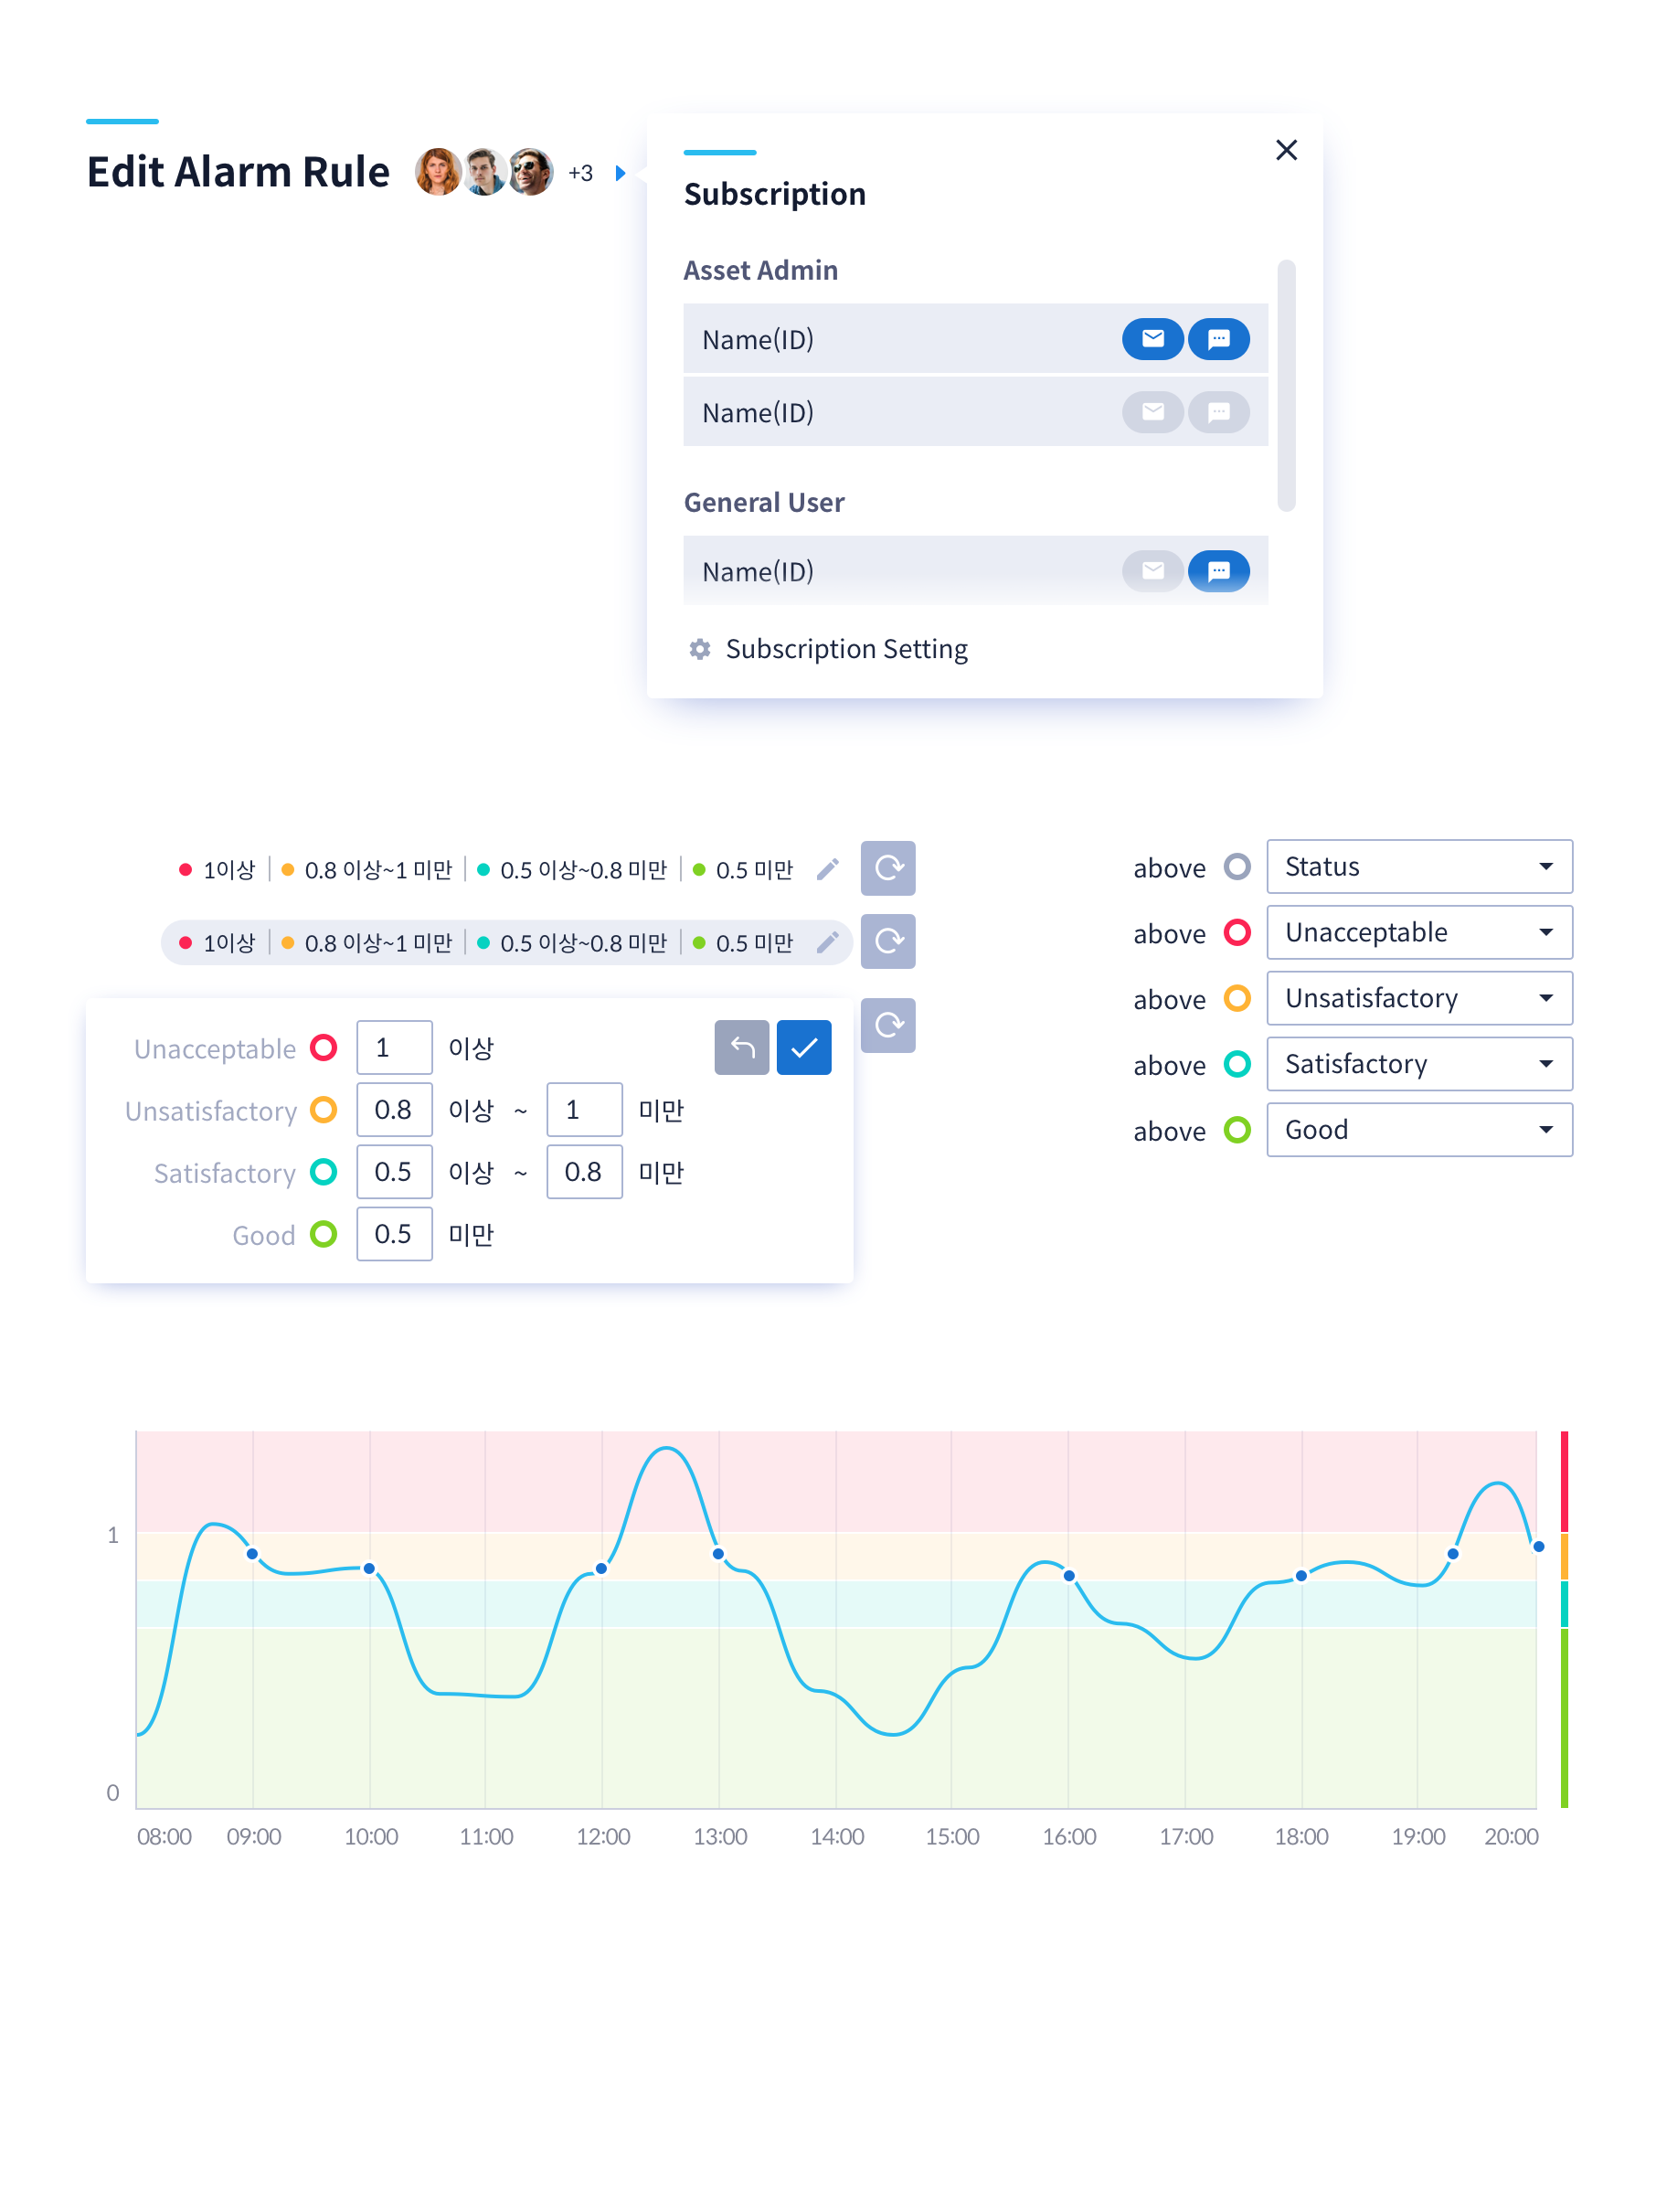 Edit Alarm Rule +3
Subscription
Asset Admin
Name(ID)
Name(ID)
General User
Name(ID)
Subscription Setting
1이상 0.8 이상~1 미만 0.5 이상~0.8 미만 0.5 미만
1이상 0.8 이상~1 미만 0.5 이상~0.8 미만 0.5 미만
Unacceptable 1 이상
Unsatisfactory 0.8 이상 ~ 1 미만
Satisfactory 0.5 이상 ~ 0.8 미만
Good 0.5 미만
above Status
above Unacceptable
above Unsatisfactory
above Satisfactory
above Good
1
0
08:00 09:00 10:00 11:00 12:00 13:00 14:00 15:00 16:00 17:00 18:00 19:00 20:00